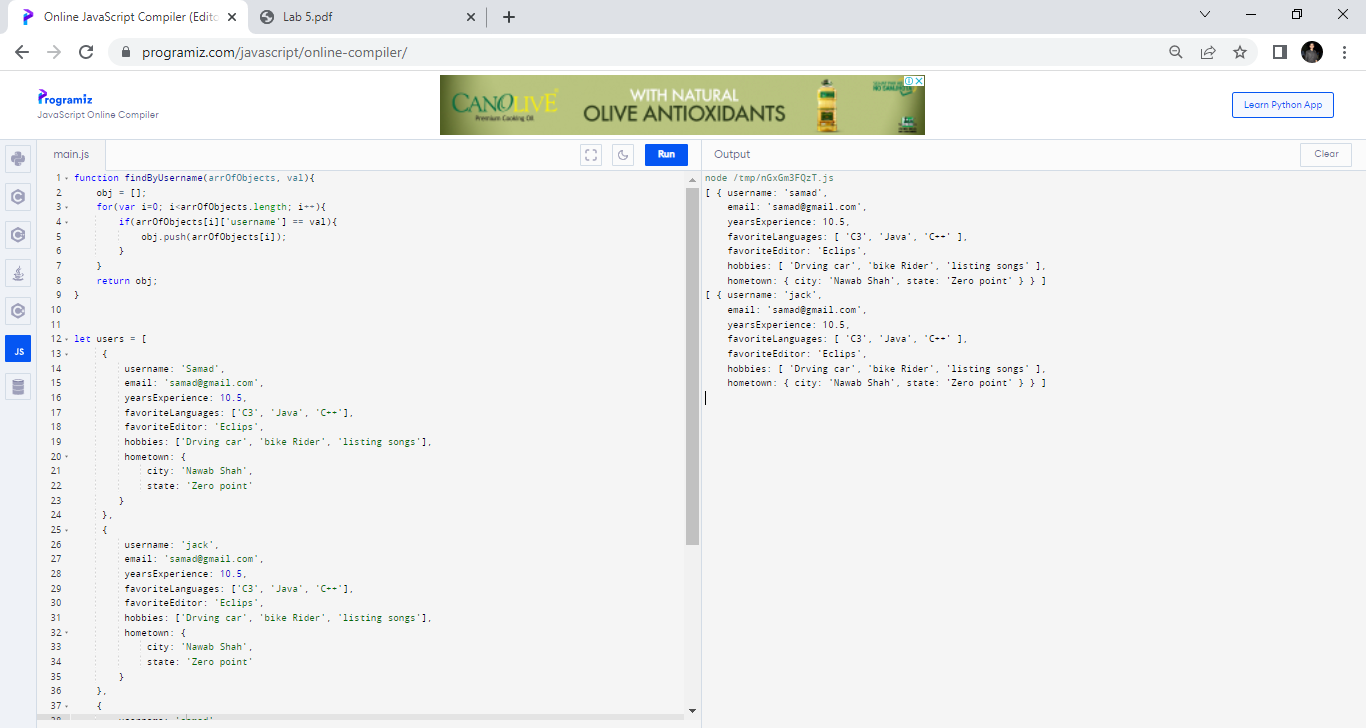 Online JavaScript Compiler (Edito
Lab 5.pdf
programiz.com/javascript/online-compiler/
Programiz
JavaScript Online Compiler
CANOLIVE
Premium Cooking Oil
WITH NATURAL
OLIVE ANTIOXIDANTS
Learn Python App
main.js
Run
Output
Clear
JS
1 function findByUsername(arrOfObjects, val){
2 obj = [];
3 for(var i=0; i<arrOfObjects.length; i++){
4 if(arrOfObjects[i]['username'] == val){
5 obj.push(arrOfObjects[i]);
6 }
7 }
8 return obj;
9 }
10
11
12 let users = [
13 {
14 username: 'Samad',
15 email: 'samad@gmail.com',
16 yearsExperience: 10.5,
17 favoriteLanguages: ['C3', 'Java', 'C++'],
18 favoriteEditor: 'Eclips',
19 hobbies: ['Drving car', 'bike Rider', 'listing songs'],
20 hometown: {
21 city: 'Nawab Shah',
22 state: 'Zero point'
23 }
24 },
25 {
26 username: 'jack',
27 email: 'samad@gmail.com',
28 yearsExperience: 10.5,
29 favoriteLanguages: ['C3', 'Java', 'C++'],
30 favoriteEditor: 'Eclips',
31 hobbies: ['Drving car', 'bike Rider', 'listing songs'],
32 hometown: {
33 city: 'Nawab Shah',
34 state: 'Zero point'
35 }
36 },
37 {
node /tmp/nGxGm3FQzT.js
[ { username: 'samad',
email: 'samad@gmail.com',
yearsExperience: 10.5,
favoriteLanguages: [ 'C3', 'Java', 'C++' ],
favoriteEditor: 'Eclips',
hobbies: [ 'Drving car', 'bike Rider', 'listing songs' ],
hometown: { city: 'Nawab Shah', state: 'Zero point' } } ]
[ { username: 'jack',
email: 'samad@gmail.com',
yearsExperience: 10.5,
favoriteLanguages: [ 'C3', 'Java', 'C++' ],
favoriteEditor: 'Eclips',
hobbies: [ 'Drving car', 'bike Rider', 'listing songs' ],
hometown: { city: 'Nawab Shah', state: 'Zero point' } } ]